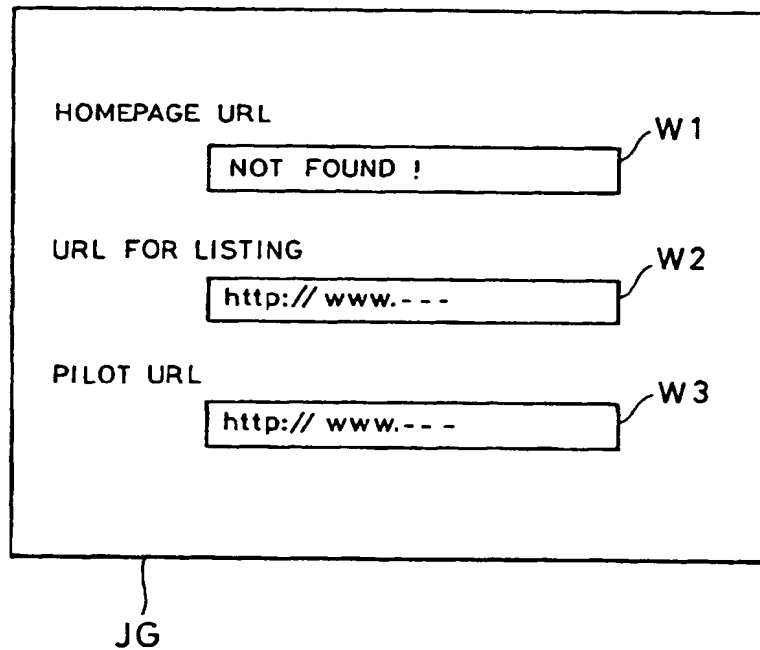 HOMEPAGE URL
W1
NOT FOUND !
URL FOR LISTING
W2
http:// www.---
PILOT URL
W3
http:// www.---
JG